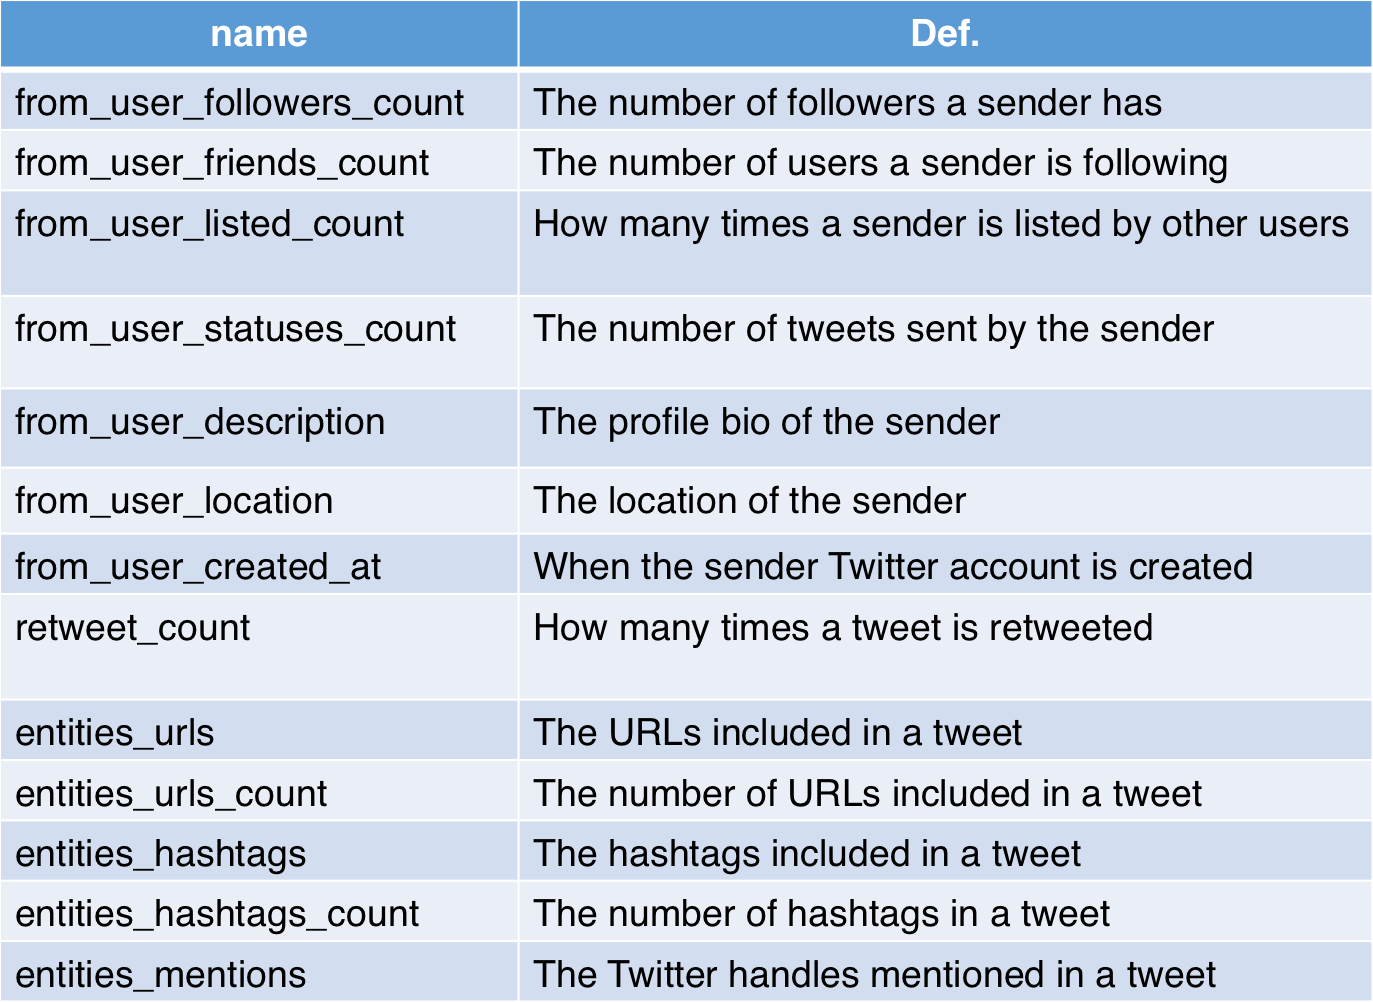 name Def.
from_user_followers_count The number of followers a sender has
from_user_friends_count The number of users a sender is following
from_user_listed_count How many times a sender is listed by other users
from_user_statuses_count The number of tweets sent by the sender
from_user_description The profile bio of the sender
from_user_location The location of the sender
from_user_created_at When the sender Twitter account is created
retweet_count How many times a tweet is retweeted
entities_urls The URLs included in a tweet
entities_urls_count The number of URLs included in a tweet
entities_hashtags The hashtags included in a tweet
entities_hashtags_count The number of hashtags in a tweet
entities_mentions The Twitter handles mentioned in a tweet